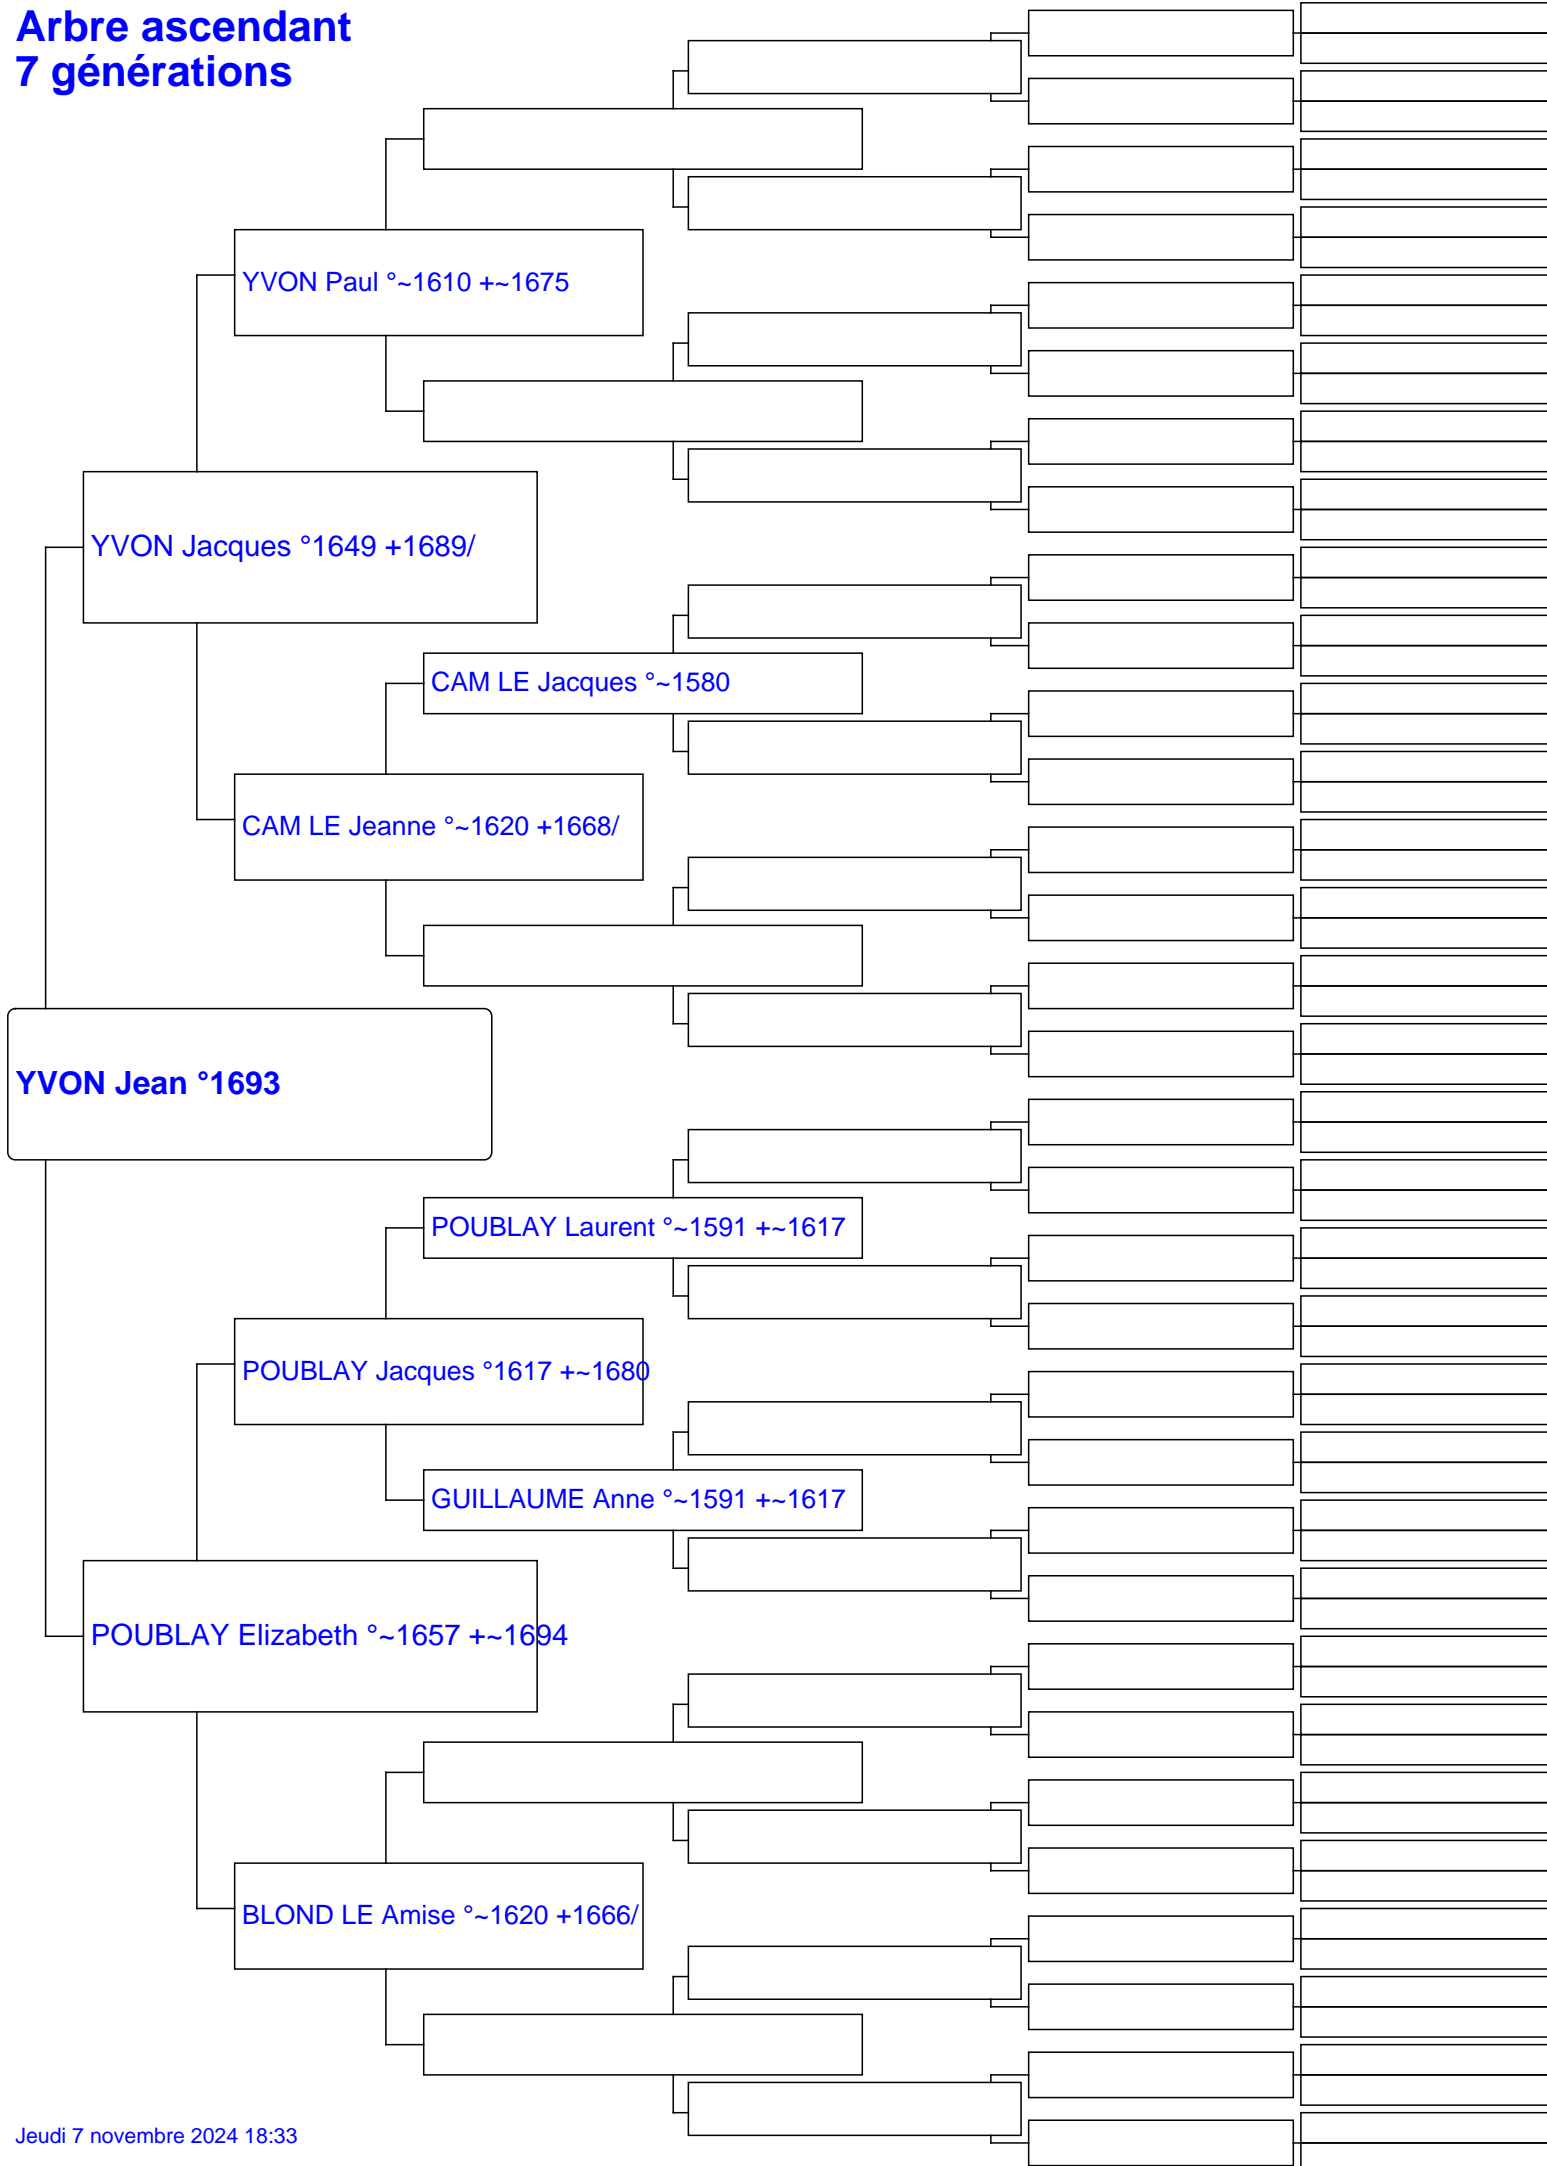 Arbre ascendant
7 générations
YVON Paul °~1610 +~1675
YVON Jacques °1649 +1689/
CAM LE Jacques °~1580
CAM LE Jeanne °~1620 +1668/
YVON Jean °1693
POUBLAY Laurent °~1591 +~1617
POUBLAY Jacques °1617 +~1680
GUILLAUME Anne °~1591 +~1617
POUBLAY Elizabeth °~1657 +~1694
BLOND LE Amise °~1620 +1666/
Jeudi 7 novembre 2024 18:33